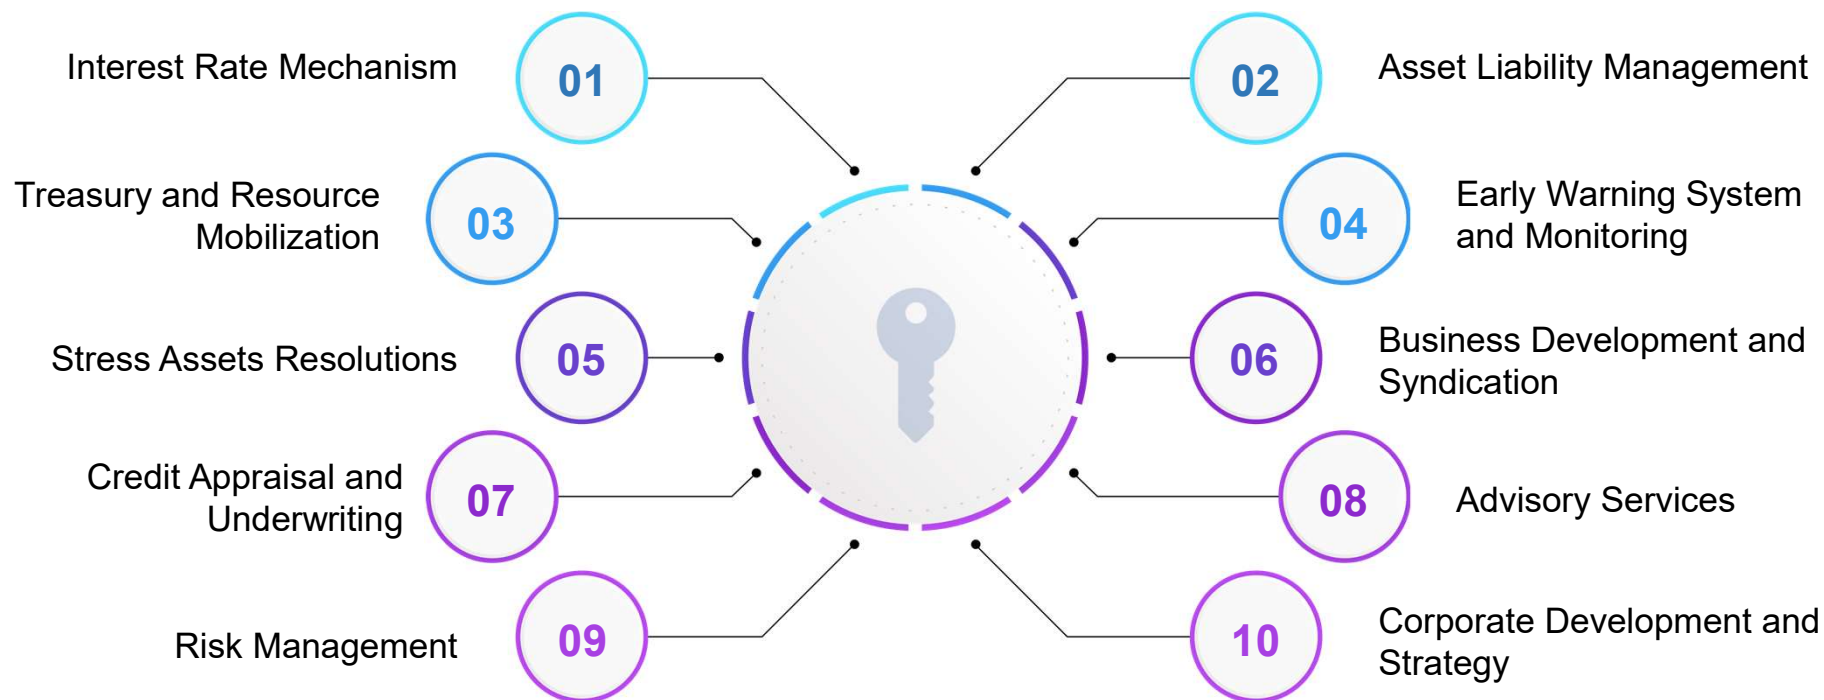 Interest Rate Mechanism
01
02
Asset Liability Management
Treasury and Resource
Mobilization
03
04
Early Warning System
and Monitoring
Stress Assets Resolutions
05
06
Business Development and
Syndication
Credit Appraisal and
Underwriting
07
08
Advisory Services
Risk Management
09
10
Corporate Development and
Strategy